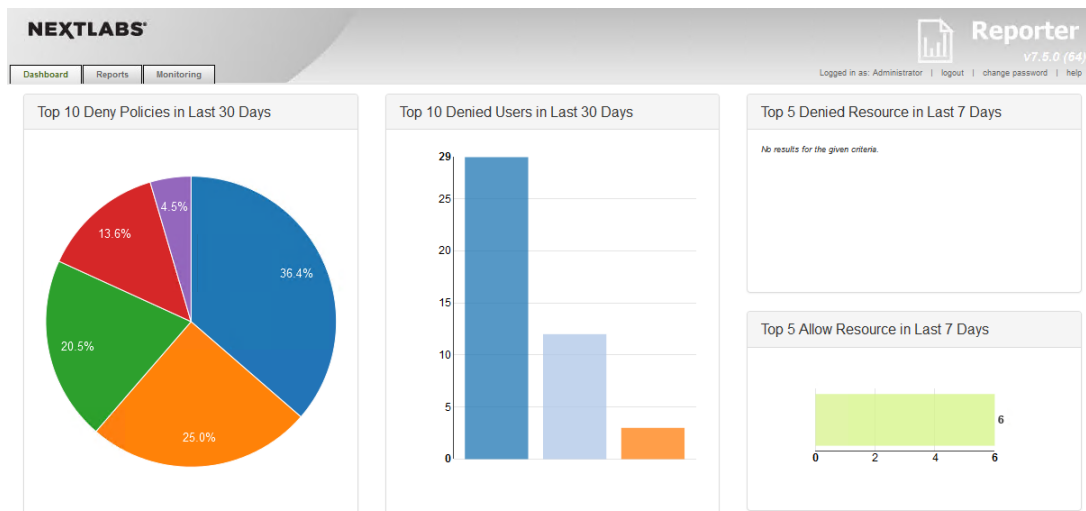 NEXTLABS®
Reporter
v7.5.0 (64)
Dashboard Reports Monitoring
Logged in as: Administrator | logout | change password | help
Top 10 Deny Policies in Last 30 Days
4.5%
13.6%
36.4%
20.5%
25.0%
Top 10 Denied Users in Last 30 Days
29
25
20
15
10
5
0
Top 5 Denied Resource in Last 7 Days
No results for the given criteria.
Top 5 Allow Resource in Last 7 Days
6
0 2 4 6